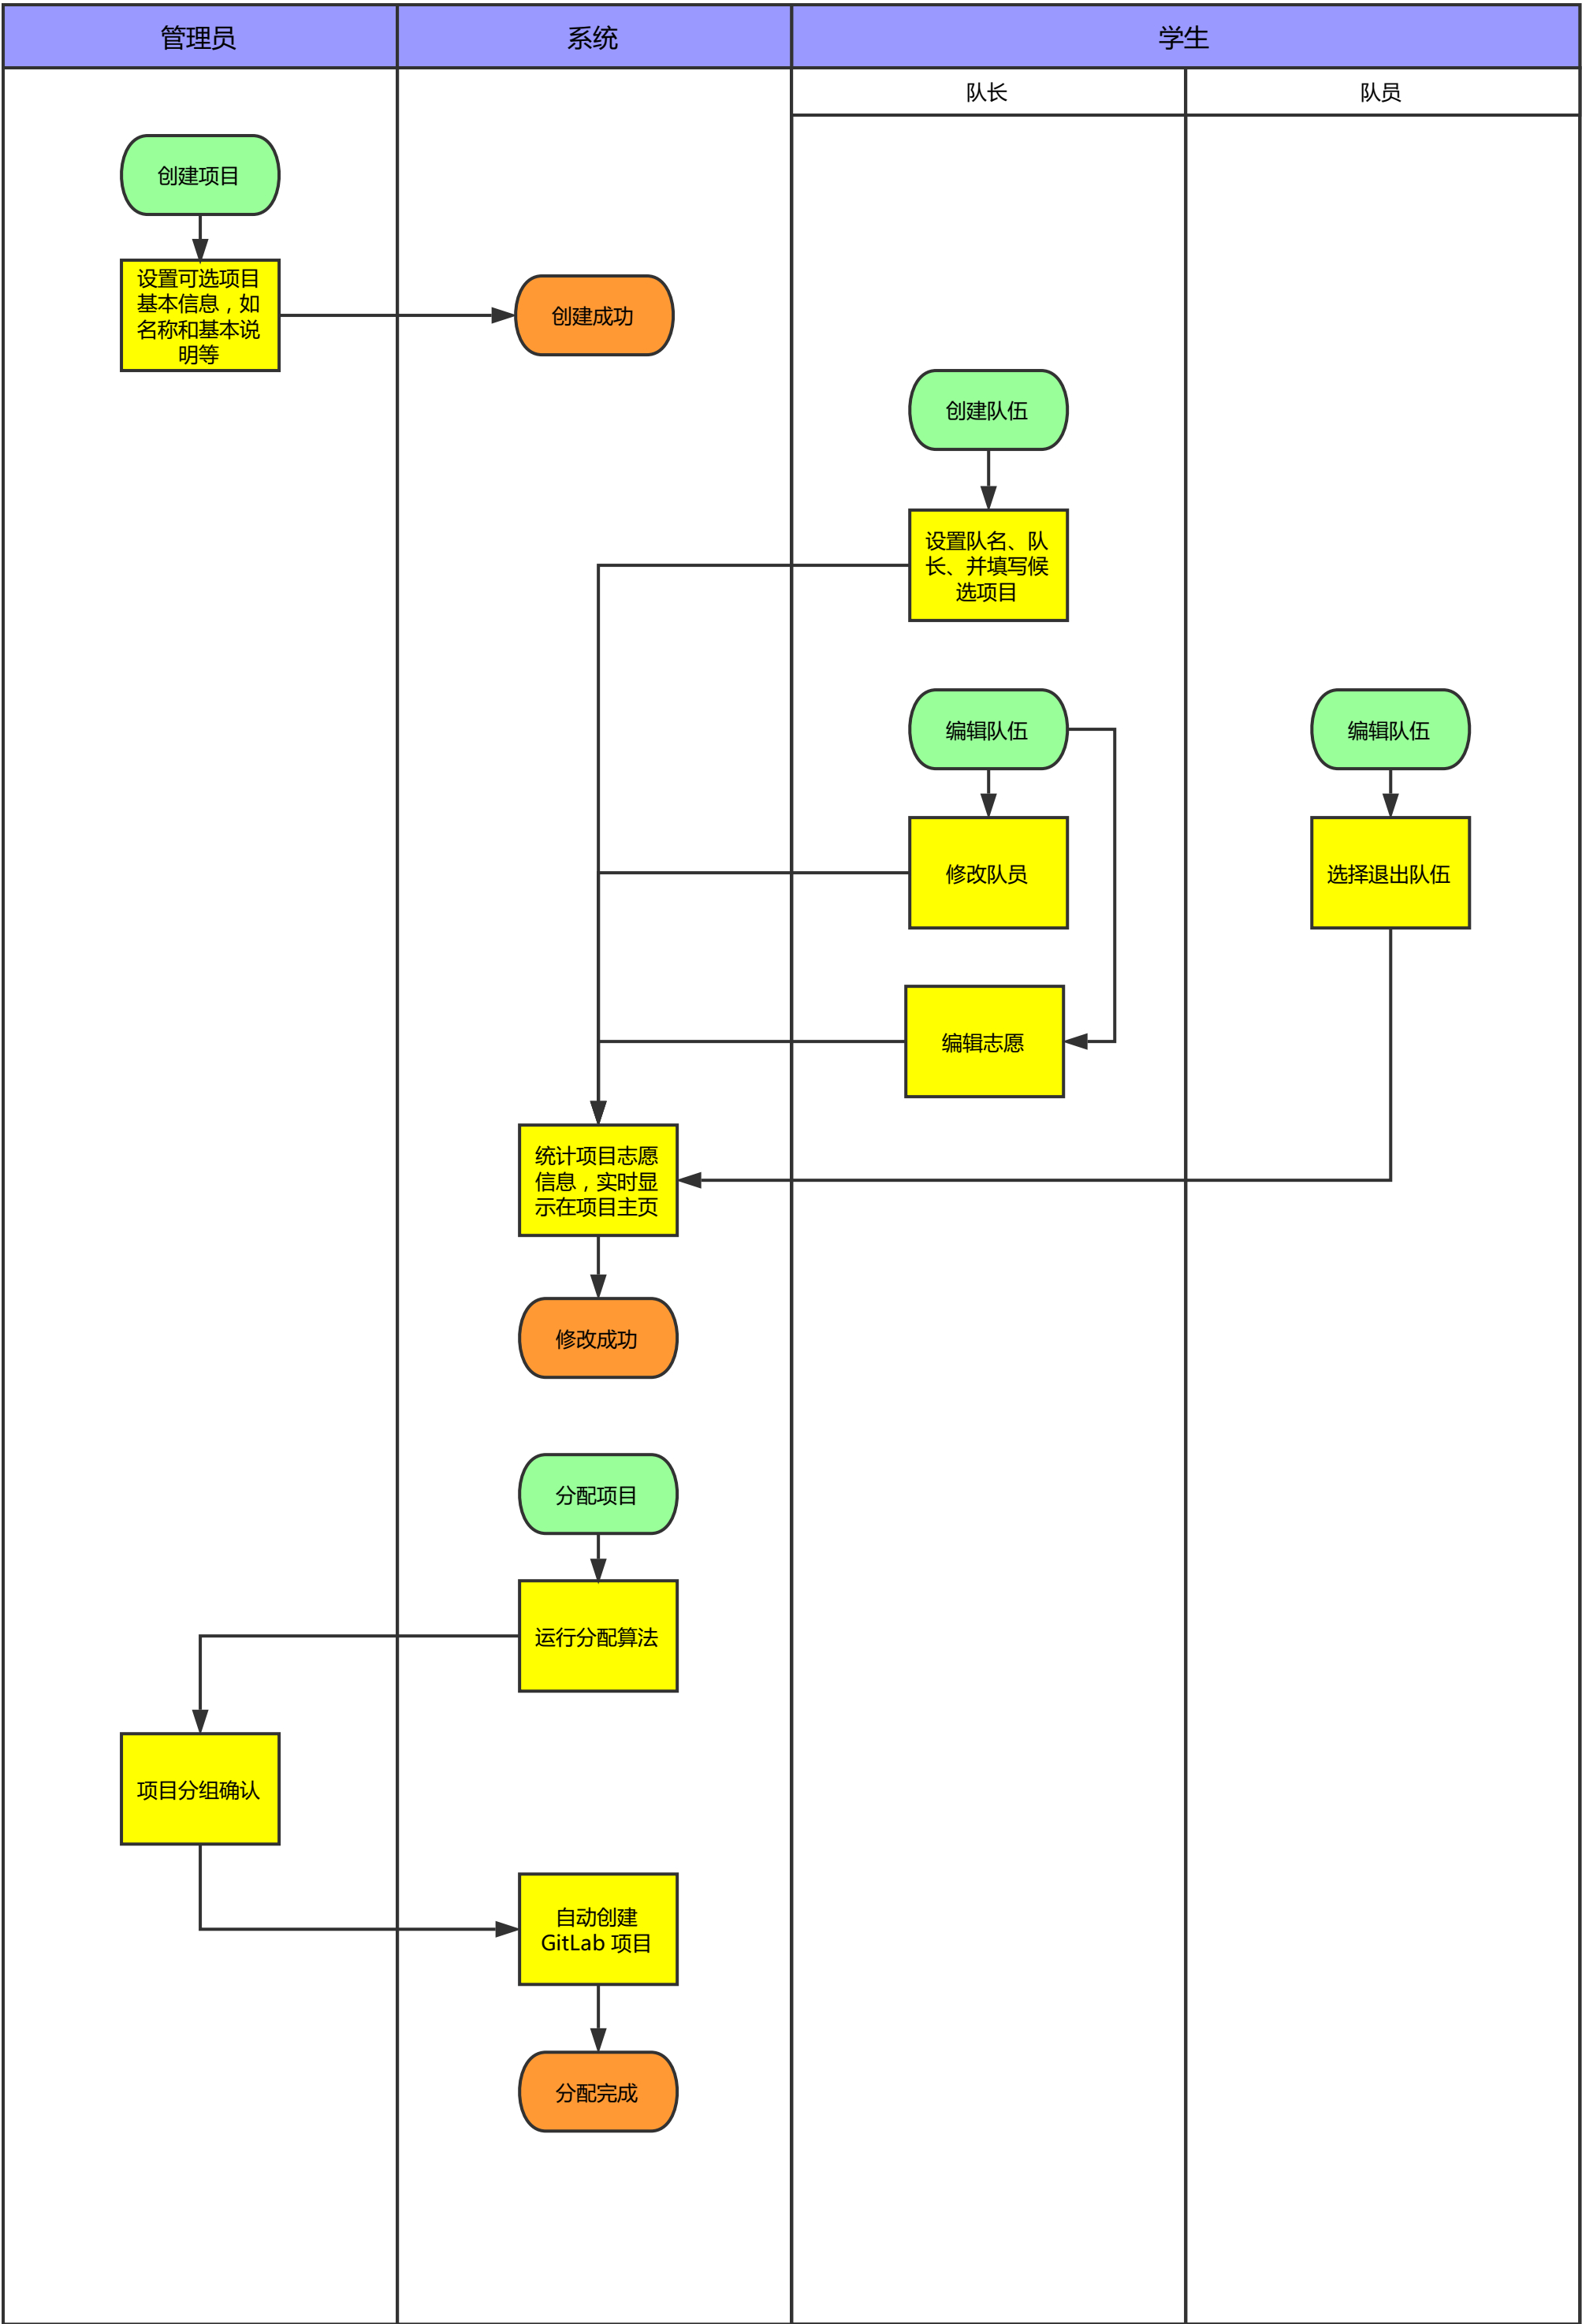 管理员
系统
学生
队长
队员
创建项目
设置可选项目
基本信息，如
名称和基本说
明等
创建成功
创建队伍
设置队名、队
长、并填写候
选项目
编辑队伍
编辑队伍
修改队员
选择退出队伍
编辑志愿
统计项目志愿
信息，实时显
示在项目主页
修改成功
分配项目
运行分配算法
项目分组确认
自动创建
GitLab 项目
分配完成